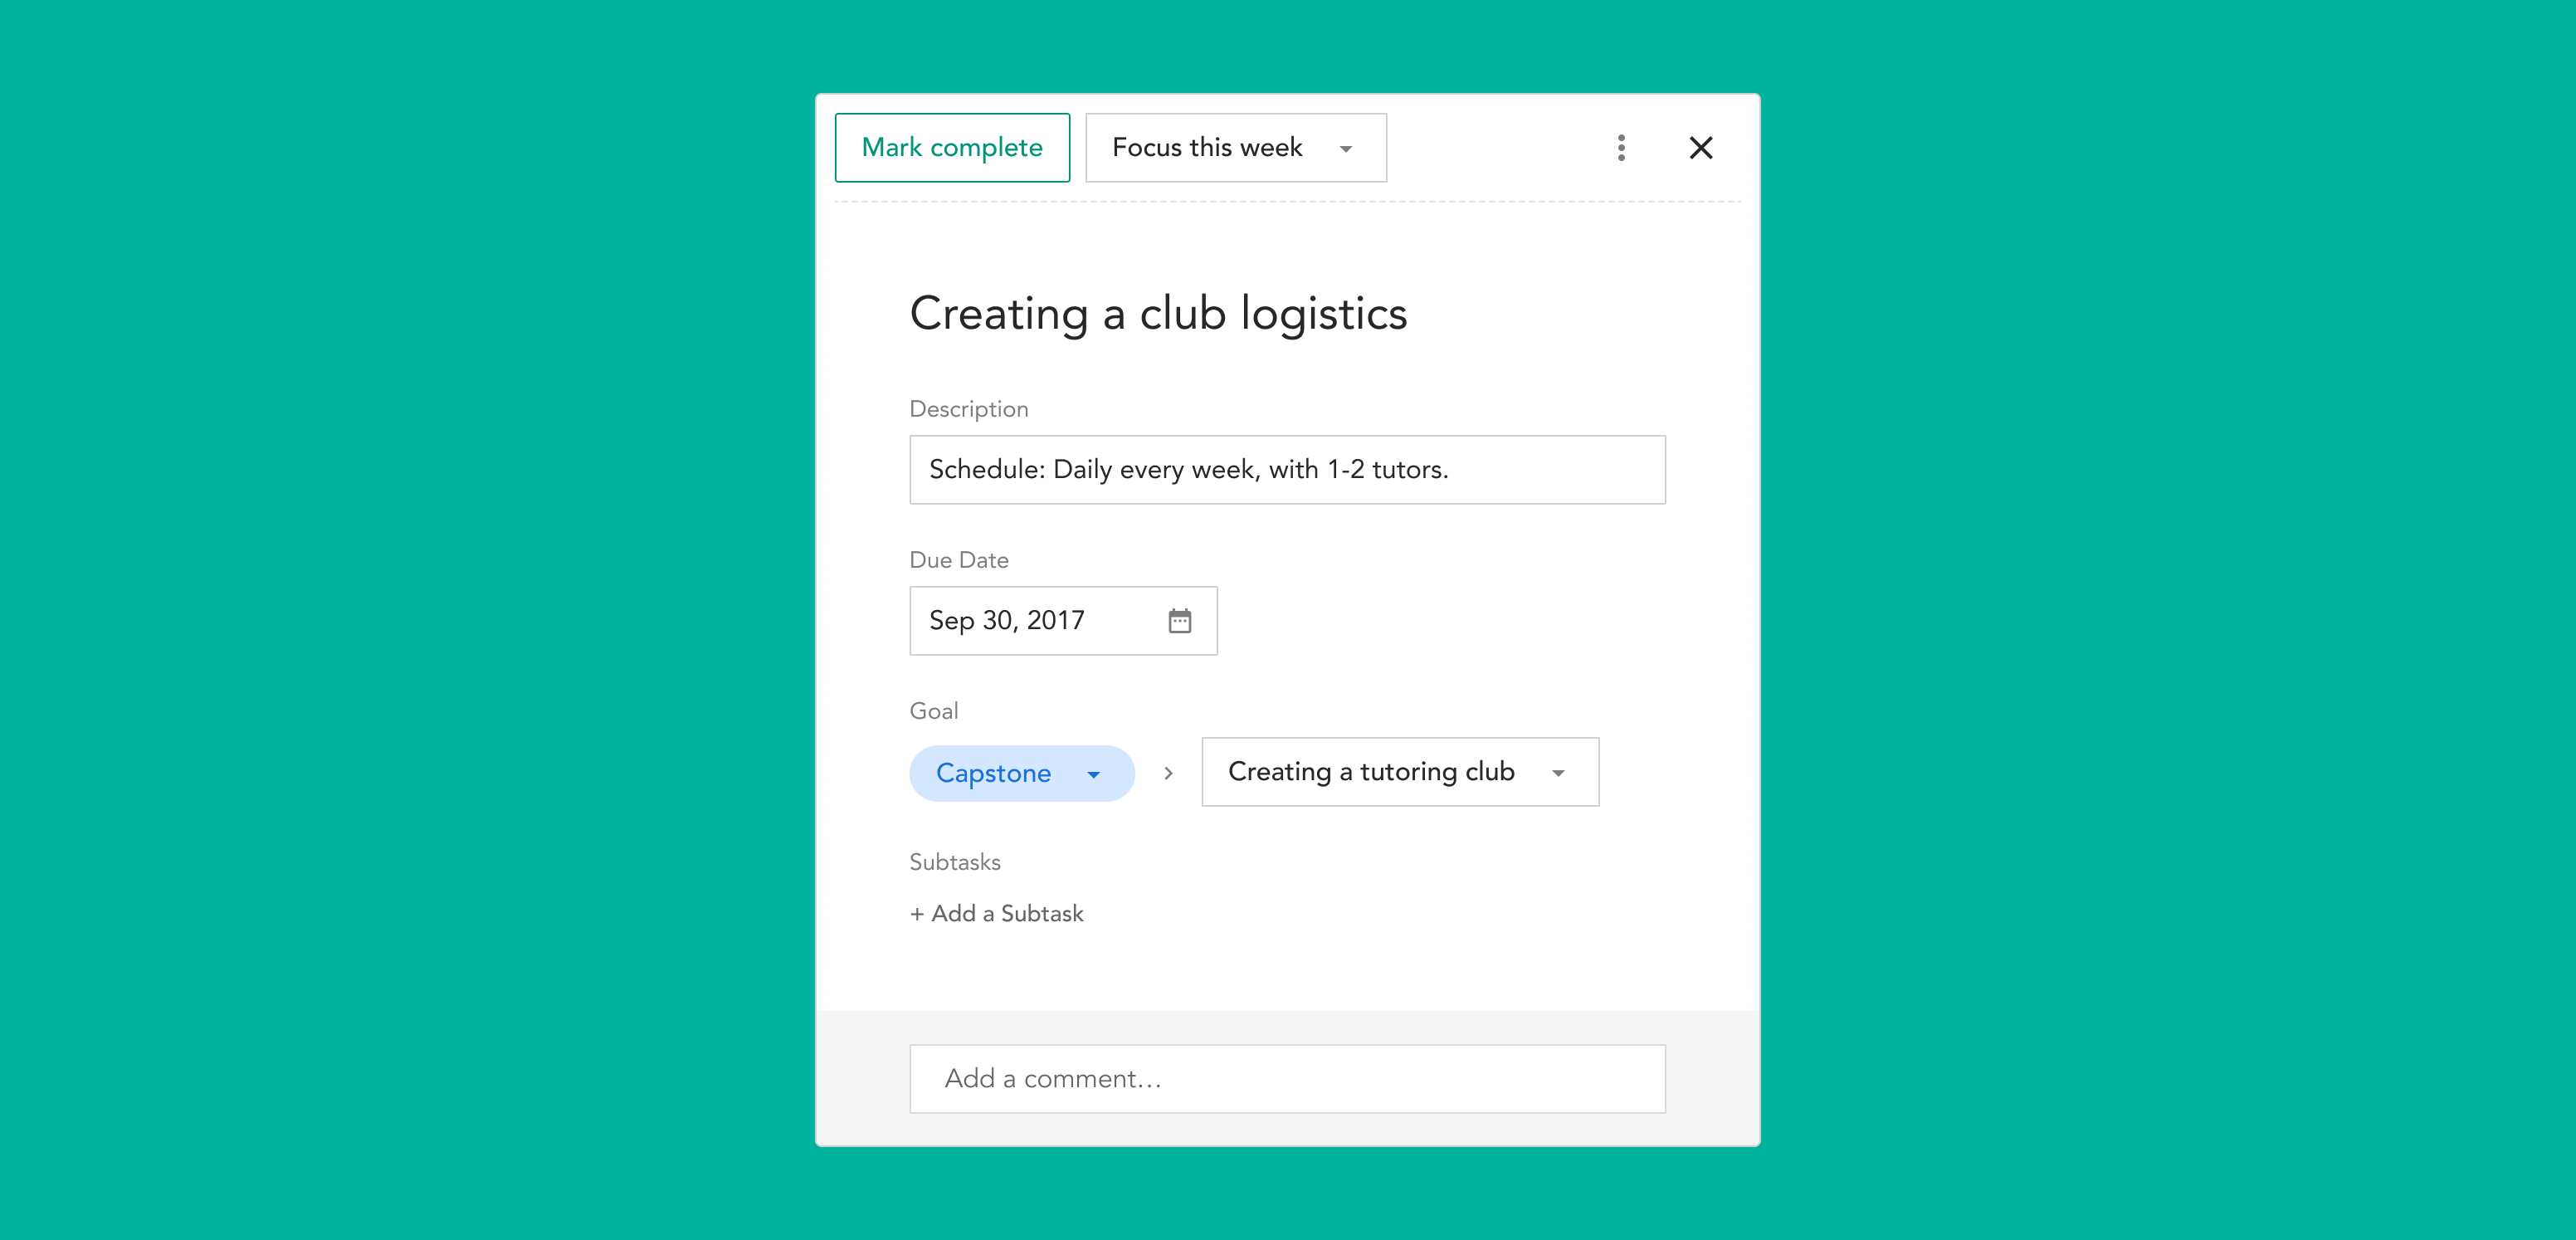 Mark complete
Focus this week
Creating a club logistics
Description
Schedule: Daily every week, with 1-2 tutors.
Due Date
Sep 30, 2017
Goal
Capstone > Creating a tutoring club
Subtasks
+ Add a Subtask
Add a comment...